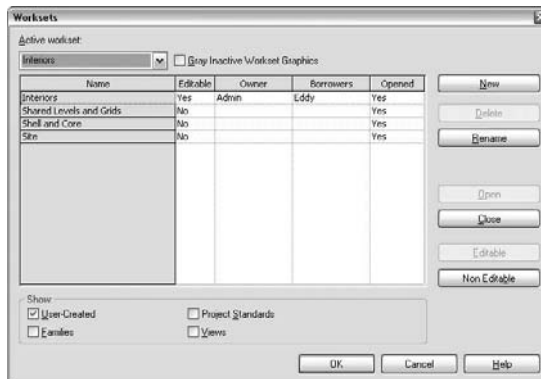 Worksets
Active workset:
Interiors
Gray Inactive Workset Graphics
Name Editable Owner Borrowers Opened
Interiors Yes Admin Eddy Yes
Shared Levels and Grids No Yes
Shell and Core No Yes
Site No Yes
New
Delete
Rename
Open
Close
Editable
Non Editable
Show:
User-Created
Project Standards
Families
Views
OK
Cancel
Help